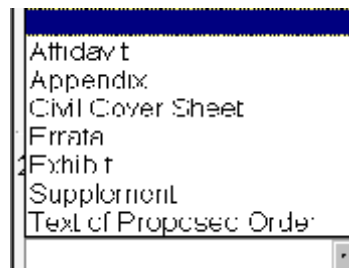 Affidavit
Appendix
Civil Cover Sheet
Errata
Exhibit
Supplement
Text of Proposed Order